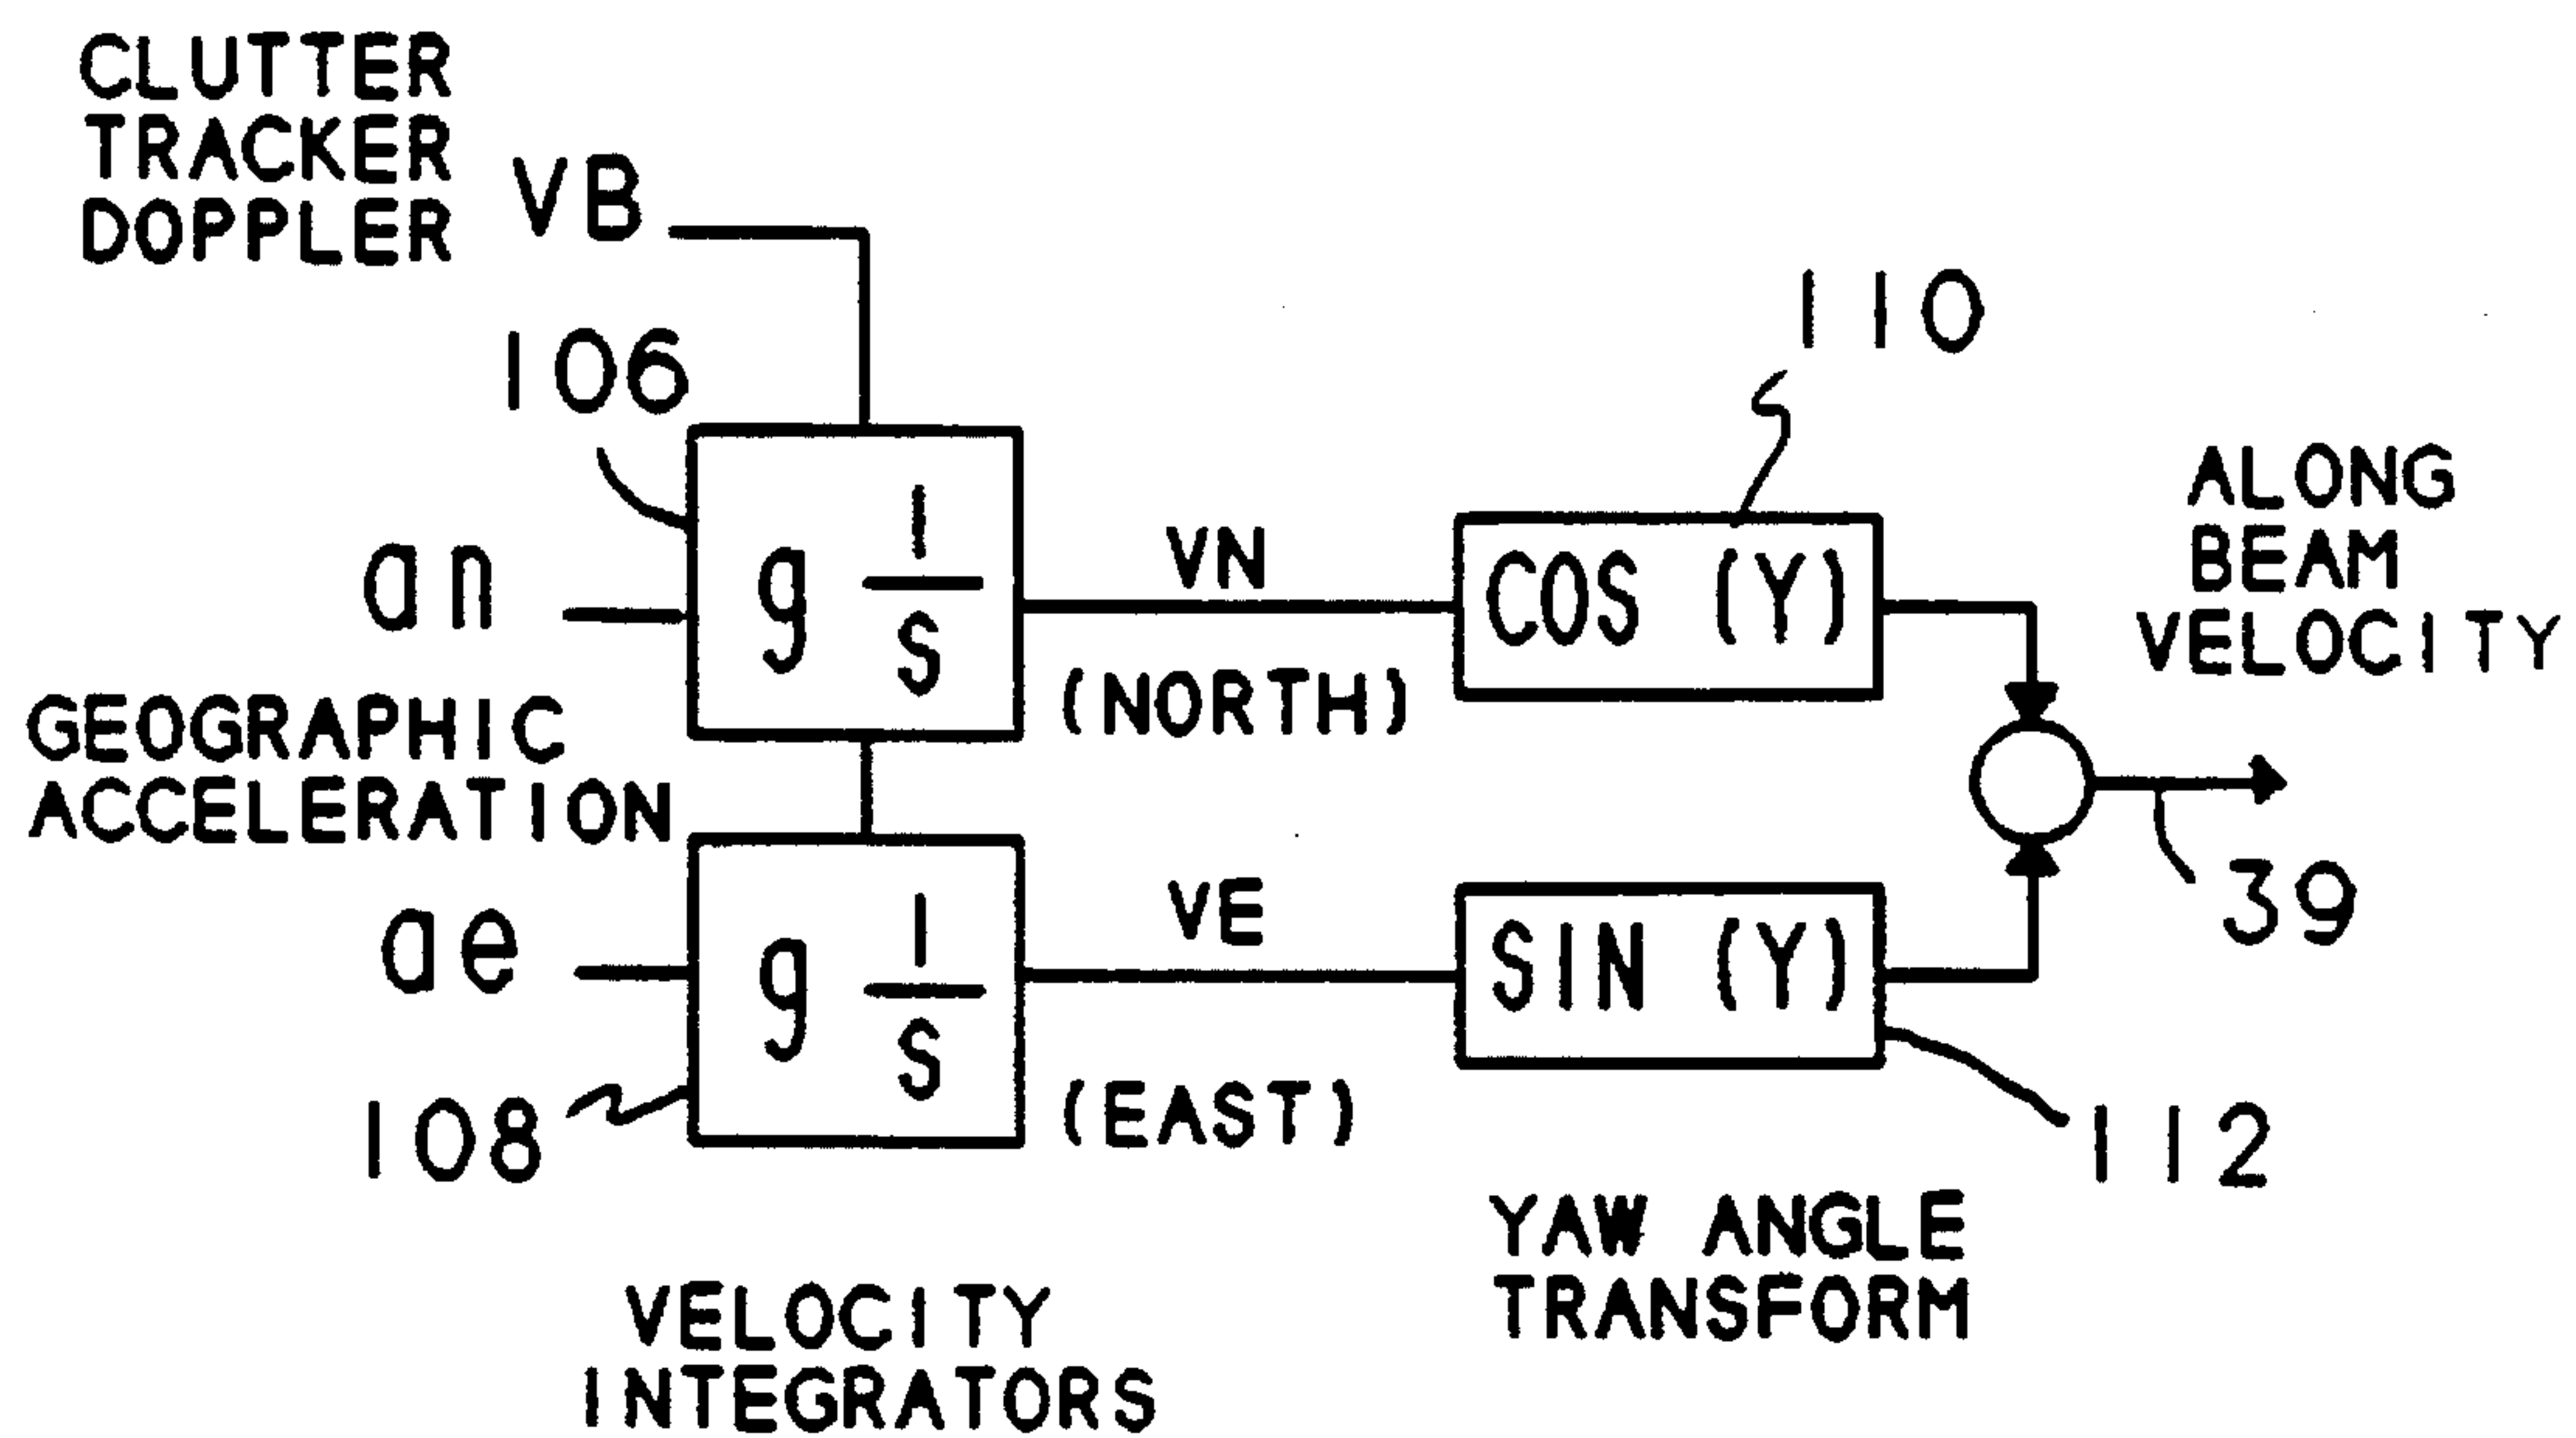 CLUTTER
TRACKER
DOPPLER
VB
106
110
an
g 1/s
VN
(NORTH)
COS (Y)
ALONG
BEAM
VELOCITY
GEOGRAPHIC
ACCELERATION
39
ae
g 1/s
VE
(EAST)
SIN (Y)
108
112
VELOCITY
INTEGRATORS
YAW ANGLE
TRANSFORM